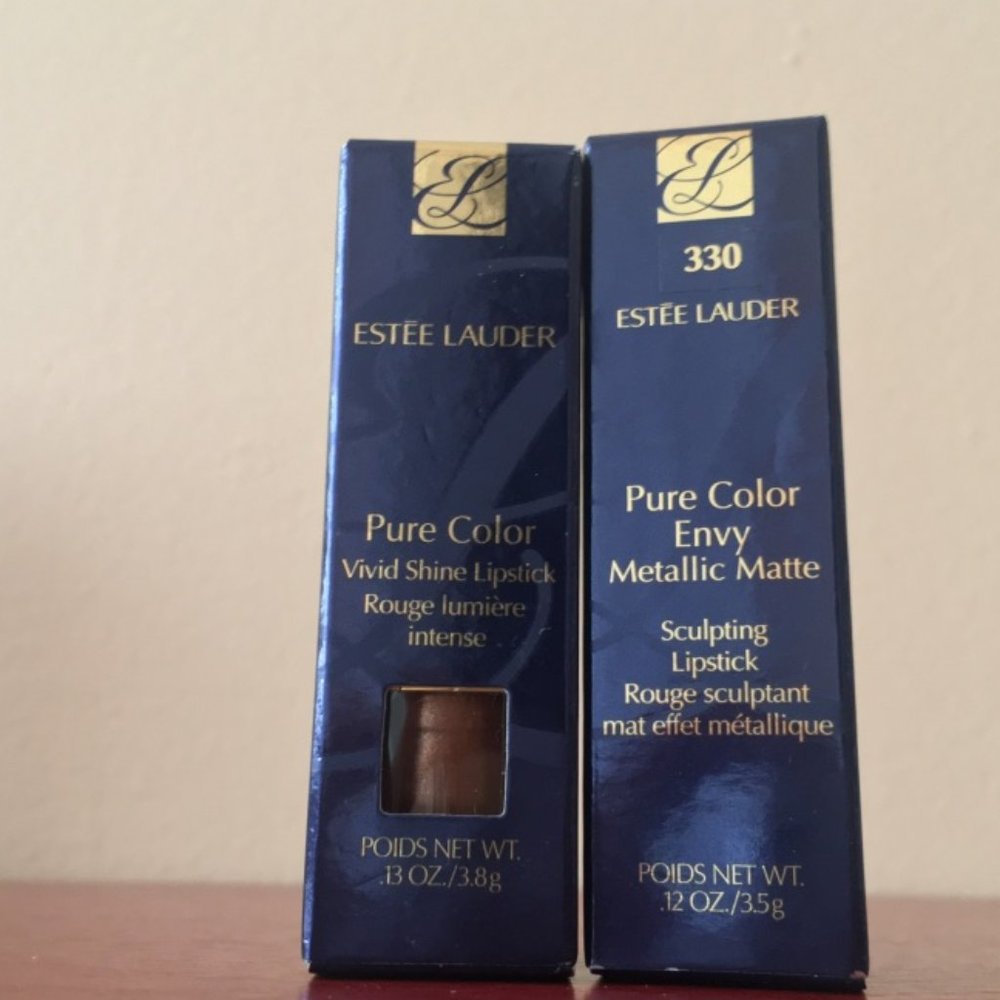 EL
ESTĒE LAUDER
Pure Color
Vivid Shine Lipstick
Rouge lumière
intense
POIDS NET WT.
.13 OZ./3.8g
EL
330
ESTĒE LAUDER
Pure Color
Envy
Metallic Matte
Sculpting
Lipstick
Rouge sculptant
mat effet métallique
POIDS NET WT.
.12 OZ./3.5g